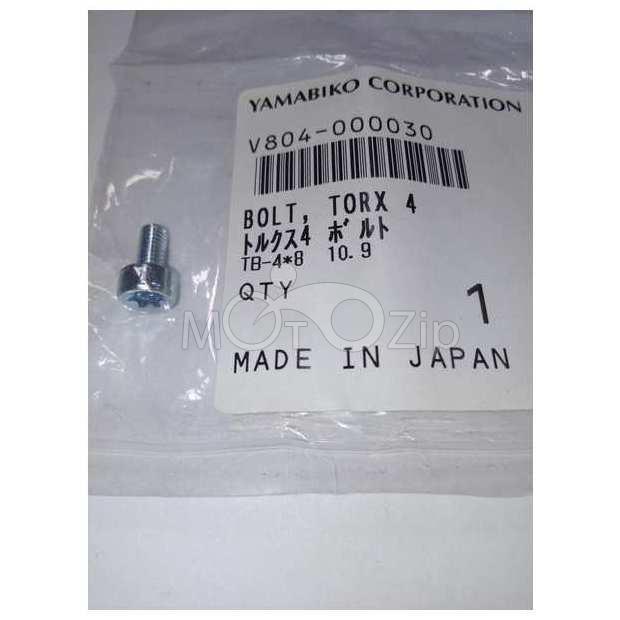 YAMABIKO CORPORATION
V804-000030
BOLT, TORX 4
トルクス4 ボルト
TB-4*8 10.9
QTY 1
MotoZip
MADE IN JAPAN